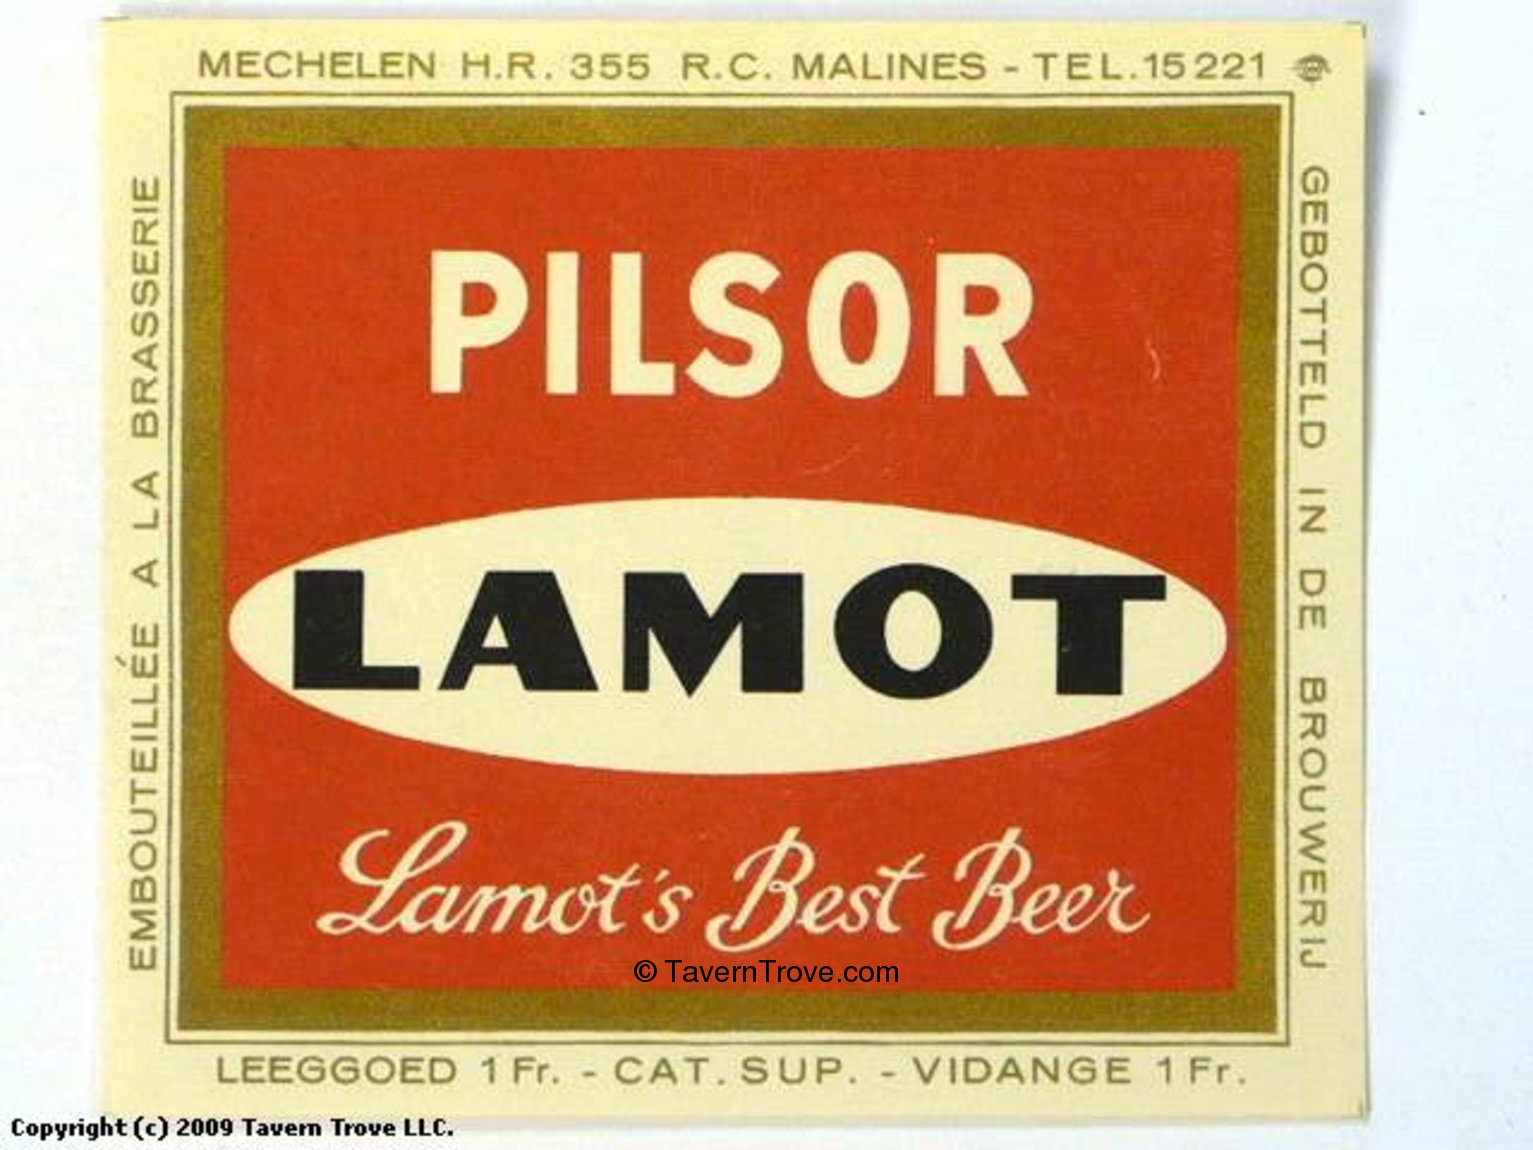 MECHELEN H.R. 355 R.C. MALINES - TEL. 15221
EMBOUTEILLÉE A LA BRASSERIE
GEBOTTELD IN DE BROUWERIJ
PILSOR
LAMOT
Lamot's Best Beer
© TavernTrove.com
LEEGGOED 1 Fr. - CAT. SUP. - VIDANGE 1 Fr.
Copyright (c) 2009 Tavern Trove LLC.